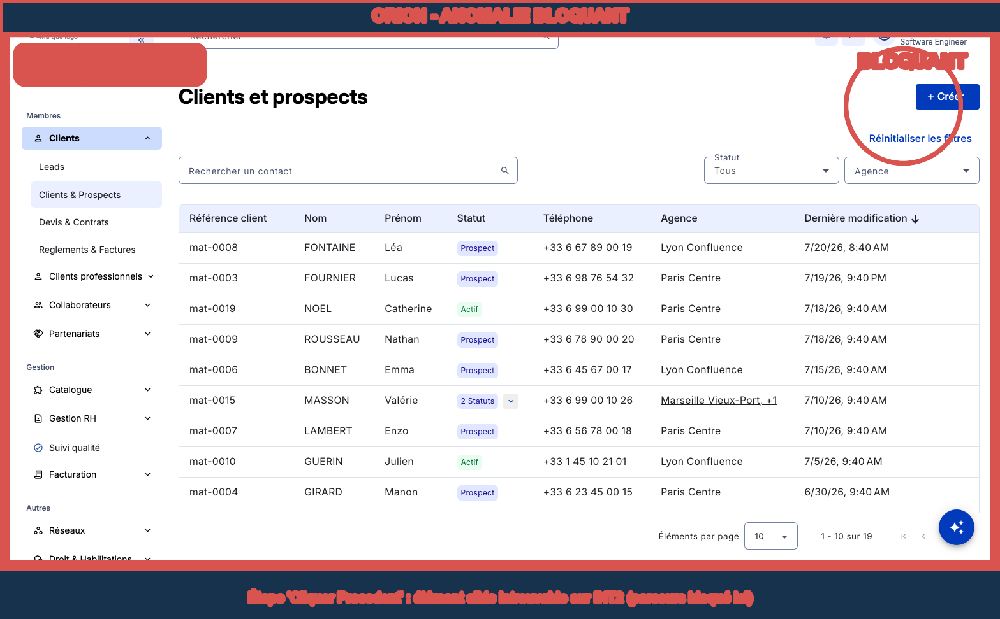 ORION - ANOMALIE BLOQUANT
Marque logo
Rechercher
Software Engineer
BLOQUANT
Clients et prospects
+ Créer
Membres
Clients
Réinitialiser les filtres
Leads
Rechercher un contact
Statut
Tous
Agence
Clients & Prospects
Devis & Contrats
Reglements & Factures
Clients professionnels
Collaborateurs
Partenariats
Gestion
Catalogue
Gestion RH
Suivi qualité
Facturation
Autres
Réseaux
Droit & Habilitations
Référence client Nom Prénom Statut Téléphone Agence Dernière modification
mat-0008 FONTAINE Léa Prospect +33 6 67 89 00 19 Lyon Confluence 7/20/26, 8:40 AM
mat-0003 FOURNIER Lucas Prospect +33 6 98 76 54 32 Paris Centre 7/19/26, 9:40 PM
mat-0019 NOEL Catherine Actif +33 6 99 00 10 30 Paris Centre 7/18/26, 9:40 AM
mat-0009 ROUSSEAU Nathan Prospect +33 6 78 90 00 20 Paris Centre 7/18/26, 9:40 AM
mat-0006 BONNET Emma Prospect +33 6 45 67 00 17 Lyon Confluence 7/15/26, 9:40 AM
mat-0015 MASSON Valérie 2 Statuts +33 6 99 00 10 26 Marseille Vieux-Port, +1 7/10/26, 9:40 AM
mat-0007 LAMBERT Enzo Prospect +33 6 56 78 00 18 Paris Centre 7/10/26, 9:40 AM
mat-0010 GUERIN Julien Actif +33 1 45 10 21 01 Lyon Confluence 7/5/26, 9:40 AM
mat-0004 GIRARD Manon Prospect +33 6 23 45 00 15 Paris Centre 6/30/26, 9:40 AM
Éléments par page 10 1 - 10 sur 19
Étape 'Cliquer Precedent' : élément cible introuvable sur INT2 (parcours bloqué ici)